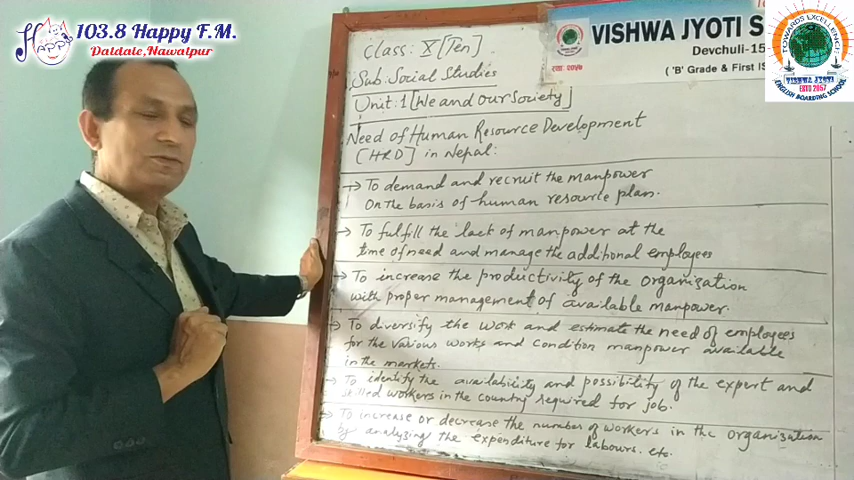 103.8 Happy F.M.
Daldale, Nawalpur
Happy
VISHWA JYOTI S
Devchuli-15
( 'B' Grade & First IS
TOWARDS EXCELLENCE
VISHWA JYOTI
ESTD 2057
ENGLISH BOARDING SCHOOL
Class: X [Ten]
Sub: Social Studies
Unit: 1 [We and Our Society]
Need of Human Resource Development
[HRD] in Nepal:
→ To demand and recruit the manpower
On the basis of human resource plan.
→ To fulfill the lack of manpower at the
time of need and manage the additional employees
→ To increase the productivity of the organization
with proper management of available manpower.
→ To diversify the work and estimate the need of employees
for the various works and condition manpower available
in the markets.
→ To identify the availability and possibility of the expert and
skilled workers in the country required for job.
→ To increase or decrease the number of workers in the organization
by analyzing the expenditure for labours. etc.